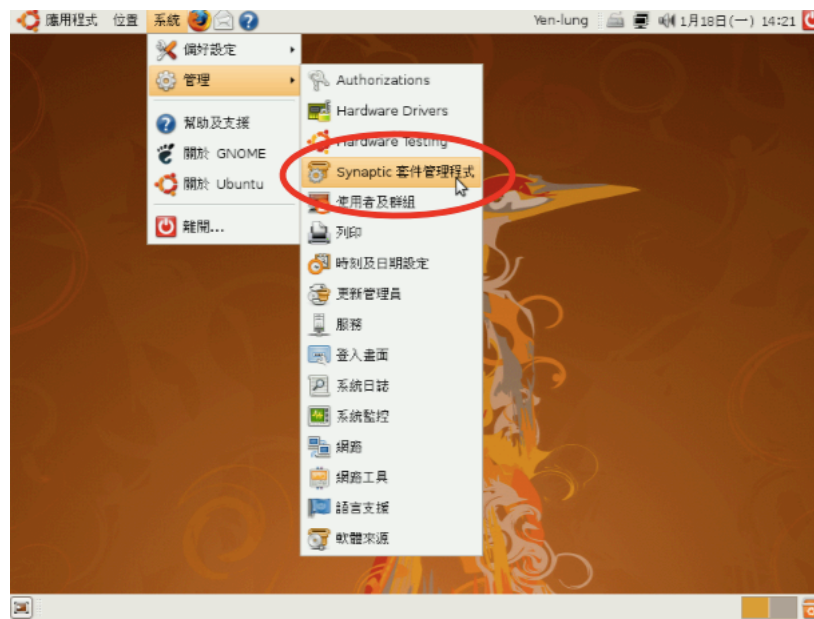 應用程式 位置 系統 Yen-lung 1月18日(一) 14:21
偏好設定
管理
幫助及支援
關於 GNOME
關於 Ubuntu
離開...
Authorizations
Hardware Drivers
Hardware Testing
Synaptic 套件管理程式
使用者及群組
列印
時刻及日期設定
更新管理員
服務
登入畫面
系統日誌
系統監控
網路
網路工具
語言支援
軟體來源